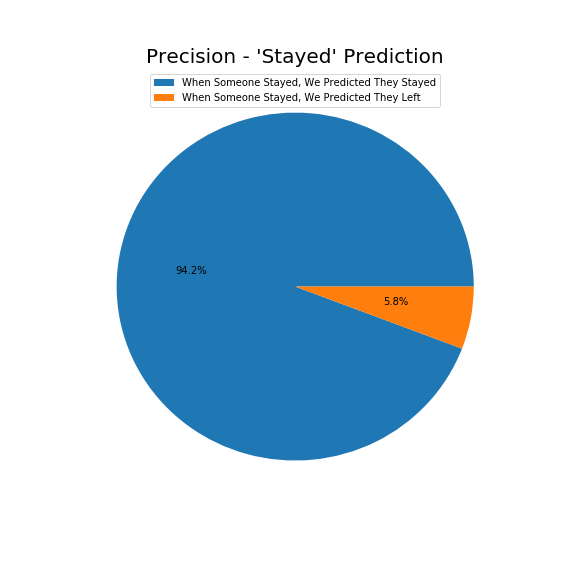 Precision - 'Stayed' Prediction
When Someone Stayed, We Predicted They Stayed
When Someone Stayed, We Predicted They Left
94.2%
5.8%